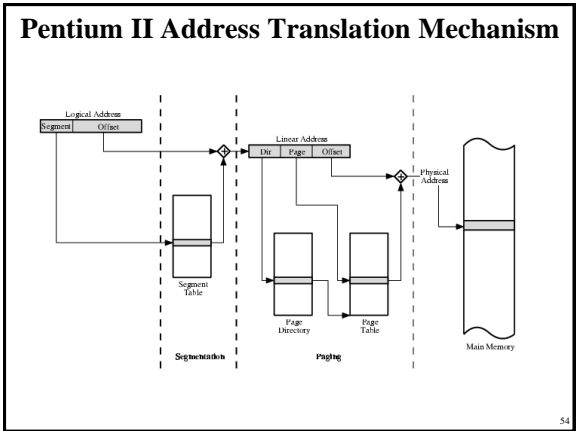 Pentium II Address Translation Mechanism
Logical Address
Segment Offset
Linear Address
Dir Page Offset
Physical
Address
Segment
Table
Page
Directory
Page
Table
Main Memory
Segmentation
Paging
54